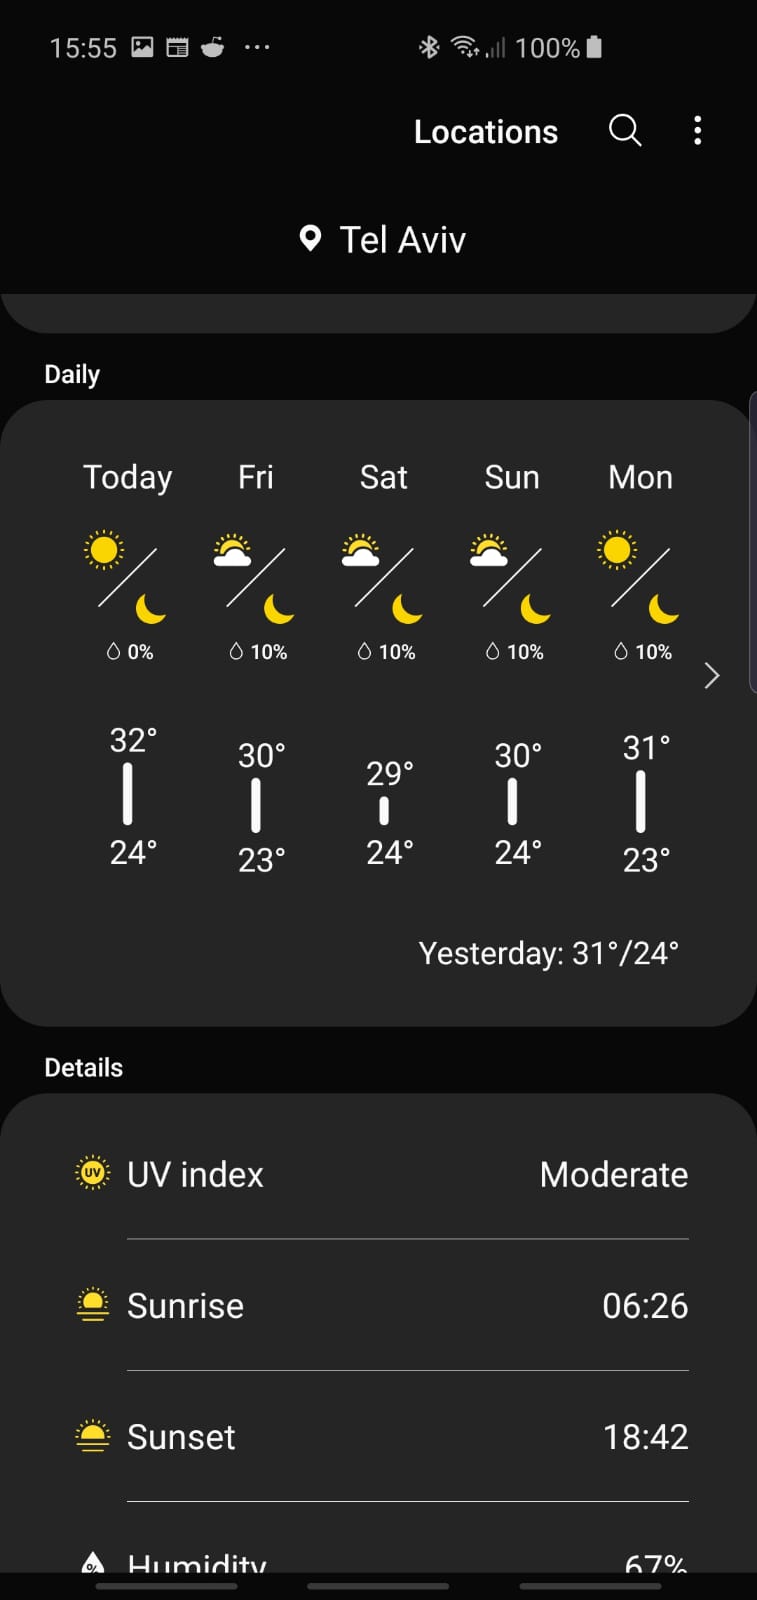 15:55 100%
Locations
Tel Aviv
Daily
Today Fri Sat Sun Mon
0% 10% 10% 10% 10%
32° 30° 29° 30° 31°
24° 23° 24° 24° 23°
Yesterday: 31°/24°
Details
UV UV index Moderate
Sunrise 06:26
Sunset 18:42
% Humidity 67%